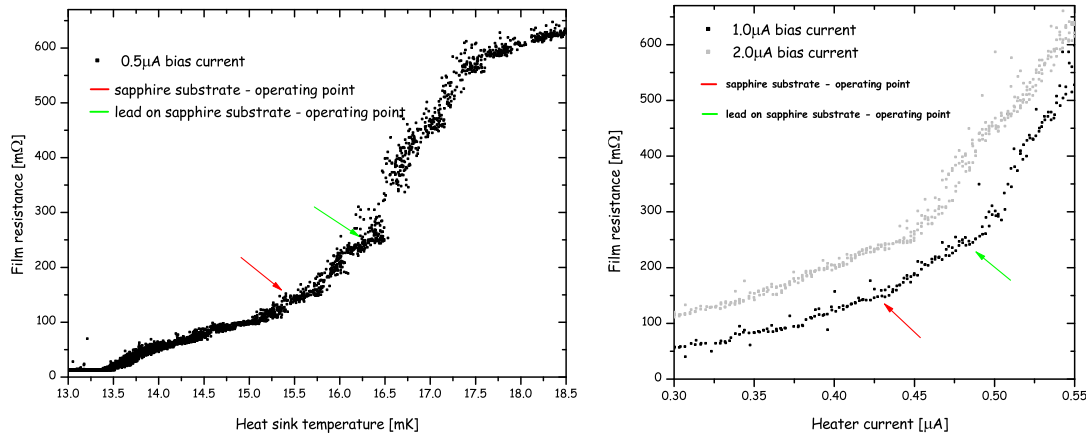 600
500
400
300
200
100
0
Film resistance [mΩ]
0.5µA bias current
sapphire substrate - operating point
lead on sapphire substrate - operating point
13.0 13.5 14.0 14.5 15.0 15.5 16.0 16.5 17.0 17.5 18.0 18.5
Heat sink temperature [mK]
600
500
400
300
200
100
0
Film resistance [mΩ]
1.0µA bias current
2.0µA bias current
sapphire substrate - operating point
lead on sapphire substrate - operating point
0.30 0.35 0.40 0.45 0.50 0.55
Heater current [µA]